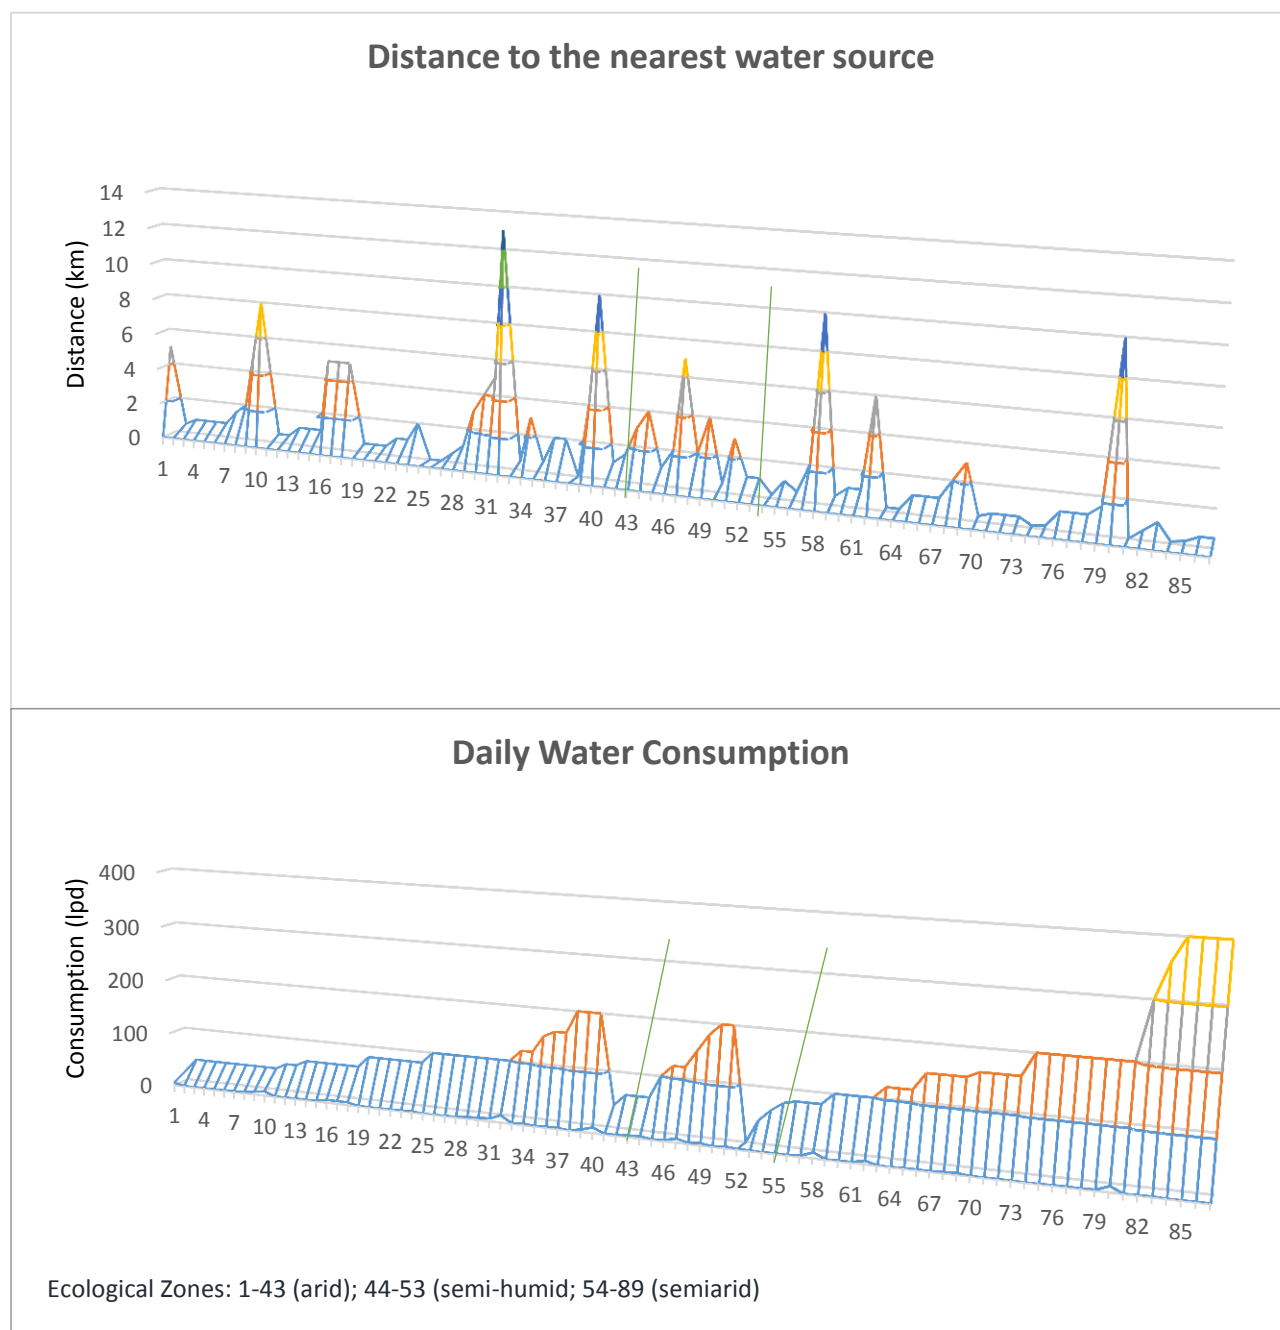 Distance to the nearest water source
14
12
10
8
6
4
2
0
Distance (km)
1 4 7 10 13 16 19 22 25 28 31 34 37 40 43 46 49 52 55 58 61 64 67 70 73 76 79 82 85
Daily Water Consumption
400
300
200
100
0
Consumption (lpd)
1 4 7 10 13 16 19 22 25 28 31 34 37 40 43 46 49 52 55 58 61 64 67 70 73 76 79 82 85
Ecological Zones: 1-43 (arid); 44-53 (semi-humid; 54-89 (semiarid)